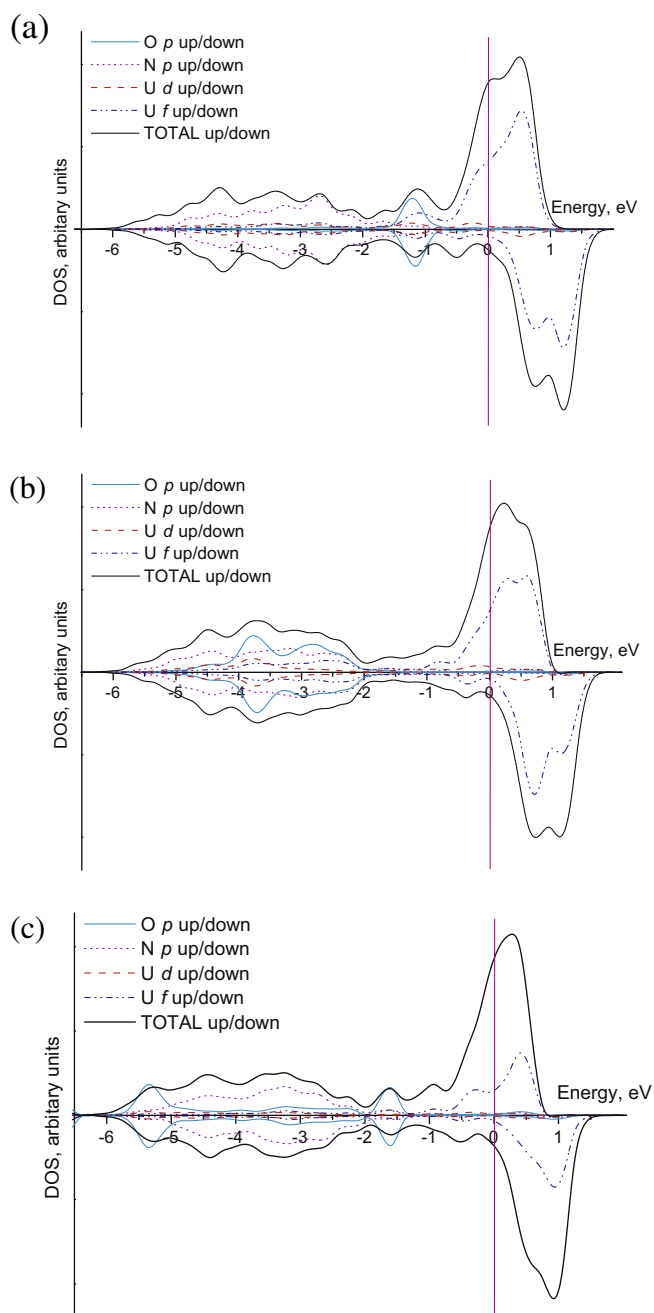 (a)
O p up/down
N p up/down
U d up/down
U f up/down
TOTAL up/down
DOS, arbitary units
Energy, eV
-6 -5 -4 -3 -2 -1 0 1
(b)
O p up/down
N p up/down
U d up/down
U f up/down
TOTAL up/down
DOS, arbitary units
Energy, eV
-6 -5 -4 -3 -2 -1 0 1
(c)
O p up/down
N p up/down
U d up/down
U f up/down
TOTAL up/down
DOS, arbitary units
Energy, eV
-6 -5 -4 -3 -2 -1 0 1